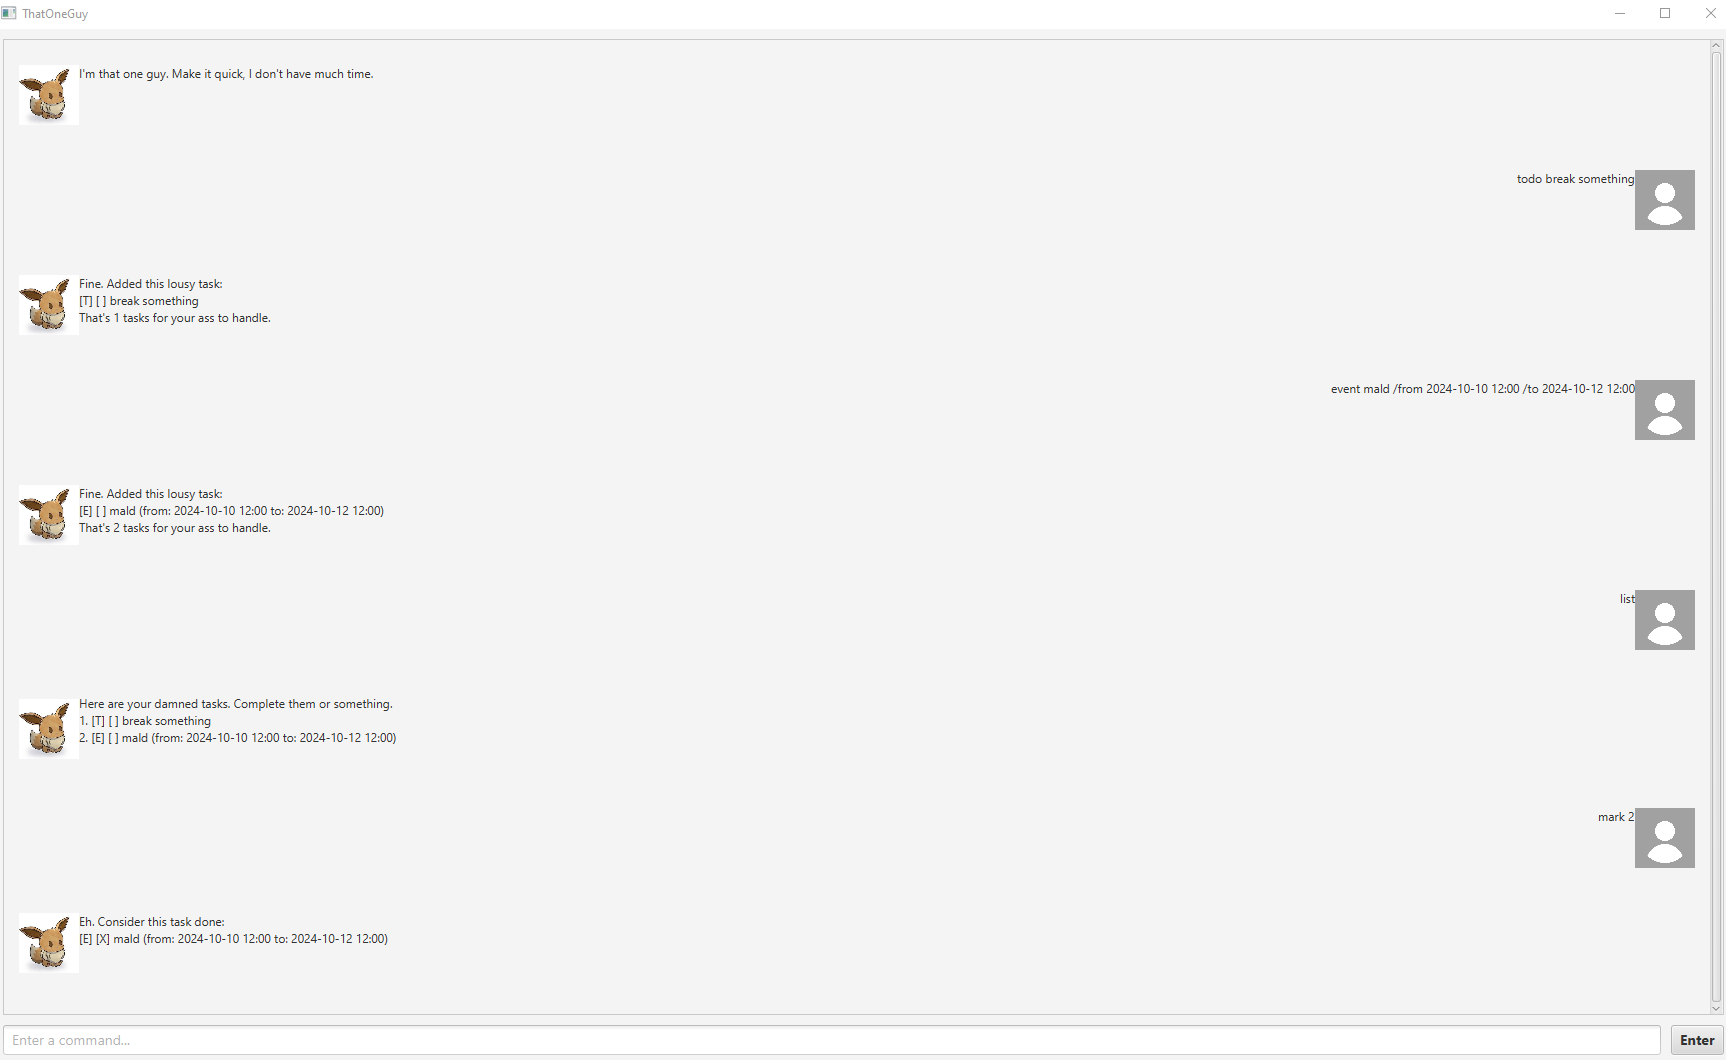 ThatOneGuy
I'm that one guy. Make it quick, I don't have much time.
todo break something
Fine. Added this lousy task:
[T] [ ] break something
That's 1 tasks for your ass to handle.
event mald /from 2024-10-10 12:00 /to 2024-10-12 12:00
Fine. Added this lousy task:
[E] [ ] mald (from: 2024-10-10 12:00 to: 2024-10-12 12:00)
That's 2 tasks for your ass to handle.
list
Here are your damned tasks. Complete them or something.
1. [T] [ ] break something
2. [E] [ ] mald (from: 2024-10-10 12:00 to: 2024-10-12 12:00)
mark 2
Eh. Consider this task done:
[E] [X] mald (from: 2024-10-10 12:00 to: 2024-10-12 12:00)
Enter a command...
Enter